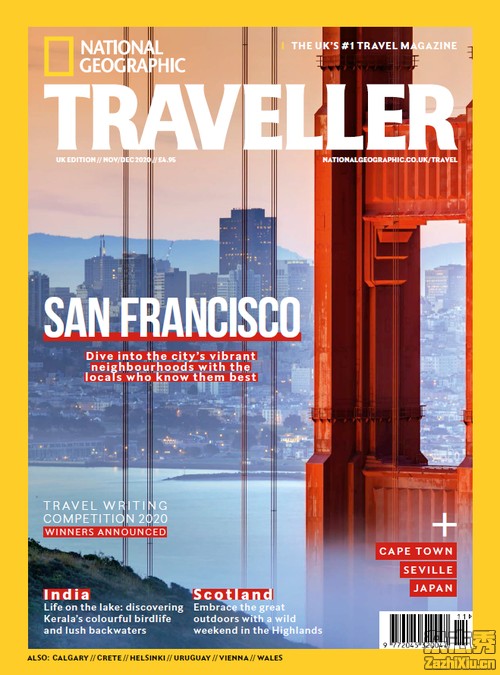 NATIONAL
GEOGRAPHIC
THE UK'S #1 TRAVEL MAGAZINE
TRAVELLER
UK EDITION // NOV/DEC 2020 // £4.95
NATIONALGEOGRAPHIC.CO.UK/TRAVEL
SAN FRANCISCO
Dive into the city's vibrant
neighbourhoods with the
locals who know them best
TRAVEL WRITING
COMPETITION 2020
WINNERS ANNOUNCED
+
CAPE TOWN
SEVILLE
JAPAN
India
Life on the lake: discovering
Kerala's colourful birdlife
and lush backwaters
Scotland
Embrace the great
outdoors with a wild
weekend in the Highlands
11
ALSO: CALGARY // CRETE // HELSINKI // URUGUAY // VIENNA // WALES
ZaZhiXiu.cn